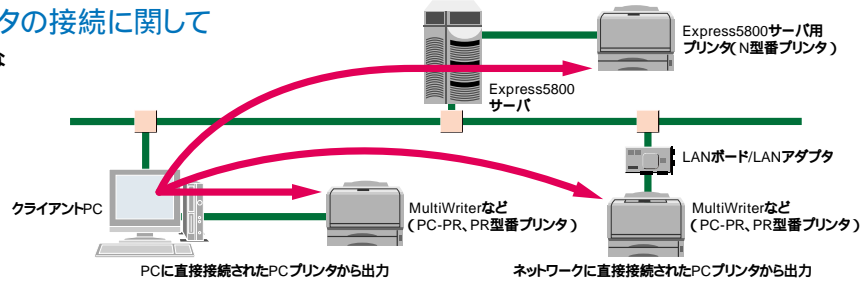 タの接続に関して
な
Express5800サーバ用
プリンタ(N型番プリンタ)
Express5800
サーバ
LANボード/LANアダプタ
クライアントPC
MultiWriterなど
(PC-PR、PR型番プリンタ)
MultiWriterなど
(PC-PR、PR型番プリンタ)
PCに直接接続されたPCプリンタから出力
ネットワークに直接接続されたPCプリンタから出力